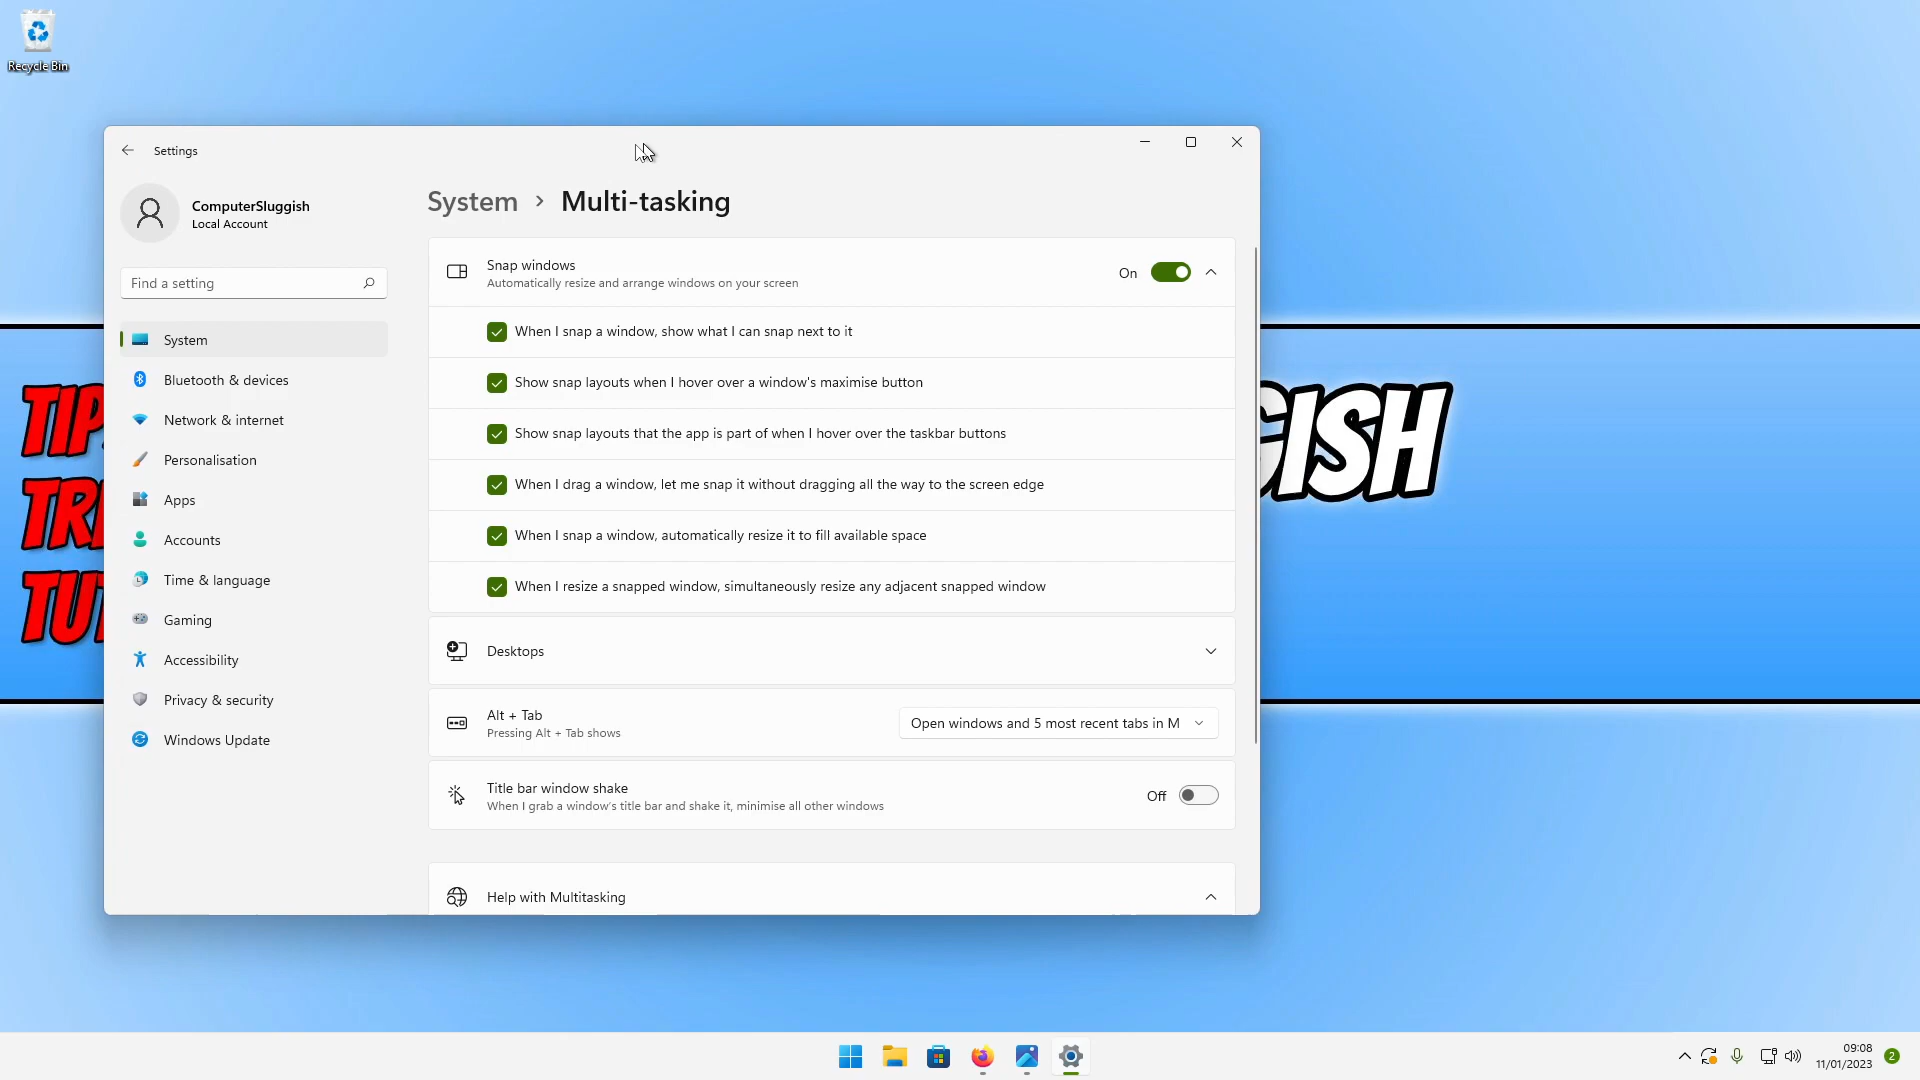 Recycle Bin
Settings
ComputerSluggish
Local Account
Find a setting
System
Bluetooth & devices
Network & internet
Personalisation
Apps
Accounts
Time & language
Gaming
Accessibility
Privacy & security
Windows Update
System > Multi-tasking
Snap windows
Automatically resize and arrange windows on your screen
On
When I snap a window, show what I can snap next to it
Show snap layouts when I hover over a window's maximise button
Show snap layouts that the app is part of when I hover over the taskbar buttons
When I drag a window, let me snap it without dragging all the way to the screen edge
When I snap a window, automatically resize it to fill available space
When I resize a snapped window, simultaneously resize any adjacent snapped window
Desktops
Alt + Tab
Pressing Alt + Tab shows
Open windows and 5 most recent tabs in M
Title bar window shake
When I grab a window's title bar and shake it, minimise all other windows
Off
Help with Multitasking
TIP
TRI
TUT
GISH
09:08
11/01/2023
2